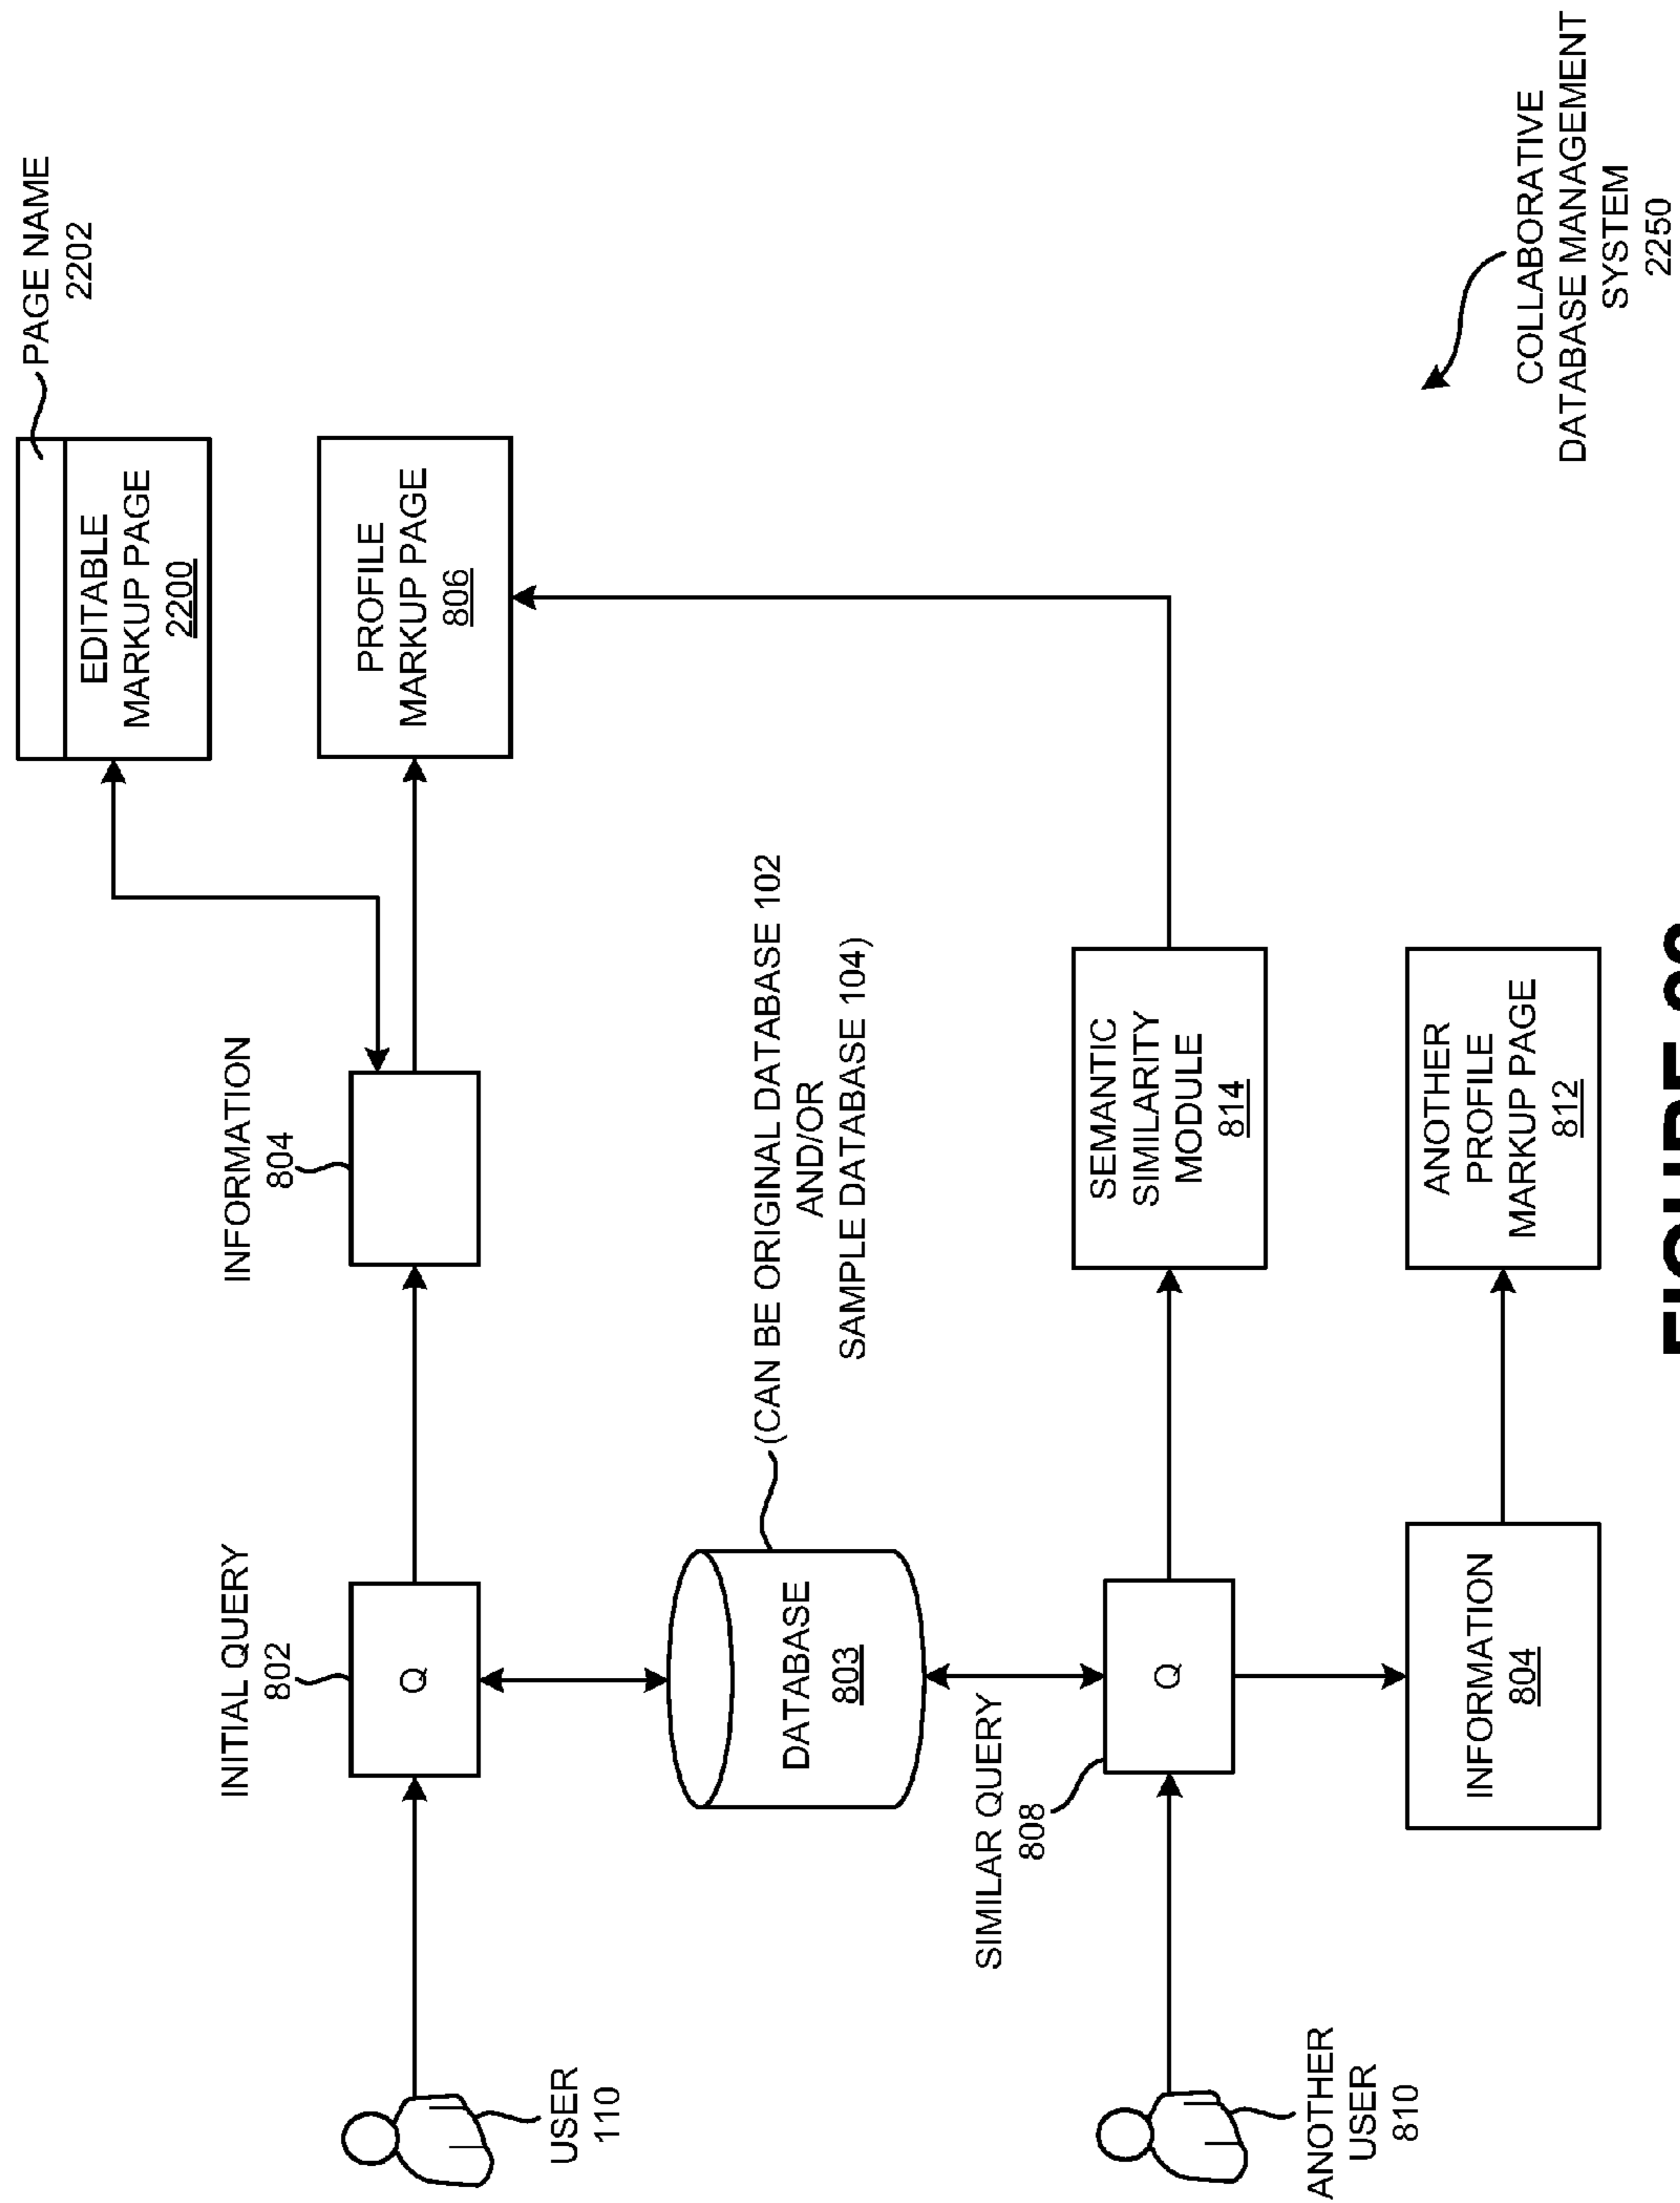 PAGE NAME
2202
EDITABLE
MARKUP PAGE
2200
INFORMATION
804
INITIAL QUERY
802
Q
PROFILE
MARKUP PAGE
806
USER
110
(CAN BE ORIGINAL DATABASE 102
AND/OR
SAMPLE DATABASE 104)
DATABASE
803
SIMILAR QUERY
808
Q
SEMANTIC
SIMILARITY
MODULE
814
ANOTHER
USER
810
INFORMATION
804
ANOTHER
PROFILE
MARKUP PAGE
812
COLLABORATIVE
DATABASE MANAGEMENT
SYSTEM
2250
FIGURE